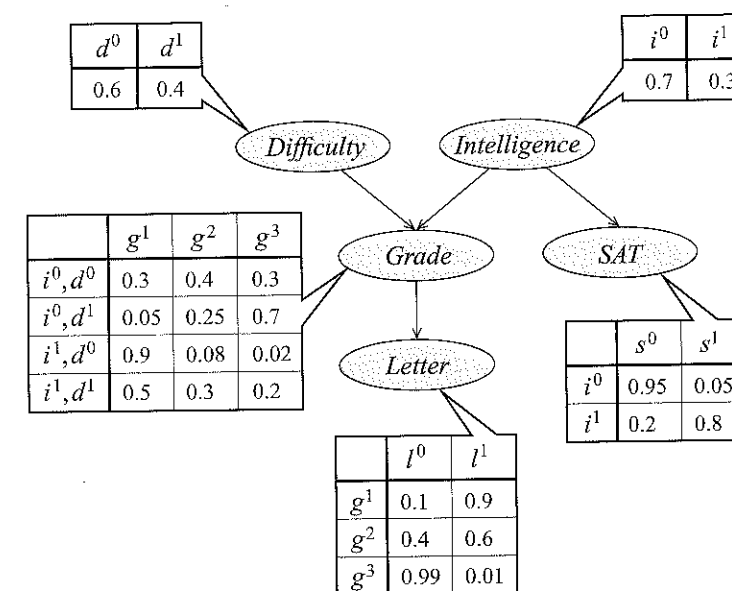 d⁰ d¹
0.6 0.4
i⁰ i¹
0.7 0.3
Difficulty
Intelligence
g¹ g² g³
i⁰,d⁰ 0.3 0.4 0.3
i⁰,d¹ 0.05 0.25 0.7
i¹,d⁰ 0.9 0.08 0.02
i¹,d¹ 0.5 0.3 0.2
Grade
SAT
Letter
s⁰ s¹
i⁰ 0.95 0.05
i¹ 0.2 0.8
l⁰ l¹
g¹ 0.1 0.9
g² 0.4 0.6
g³ 0.99 0.01